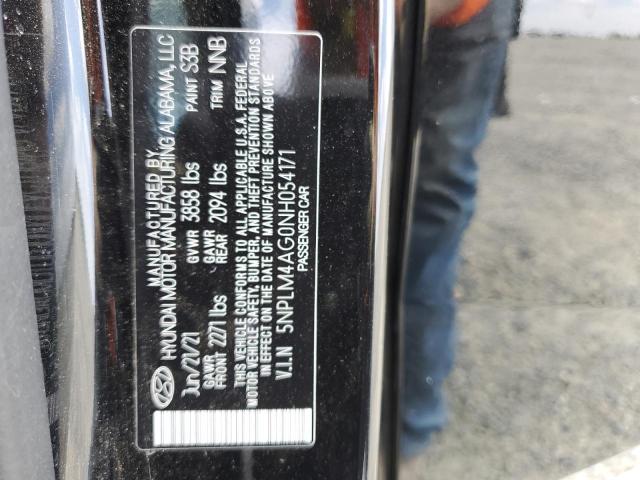 MANUFACTURED BY
HYUNDAI MOTOR MANUFACTURING ALABAMA, LLC
Jun/21/21 GVWR 3858 lbs PAINT S3B
GAWR FRONT 2271 lbs GAWR REAR 2094 lbs TRIM NNB
THIS VEHICLE CONFORMS TO ALL APPLICABLE U.S.A. FEDERAL
MOTOR VEHICLE SAFETY, BUMPER, AND THEFT PREVENTION STANDARDS
IN EFFECT ON THE DATE OF MANUFACTURE SHOWN ABOVE
V.I.N 5NPLM4AG0NH054171
PASSENGER CAR